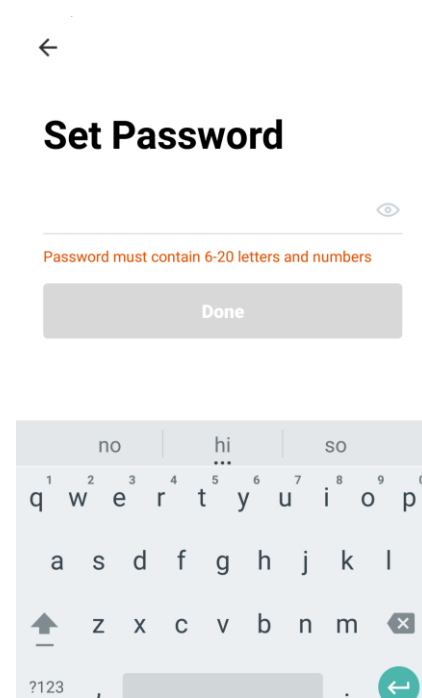 Set Password
Password must contain 6-20 letters and numbers
Done
no hi so
1 2 3 4 5 6 7 8 9 0
q w e r t y u i o p
a s d f g h j k l
z x c v b n m
?123 , .